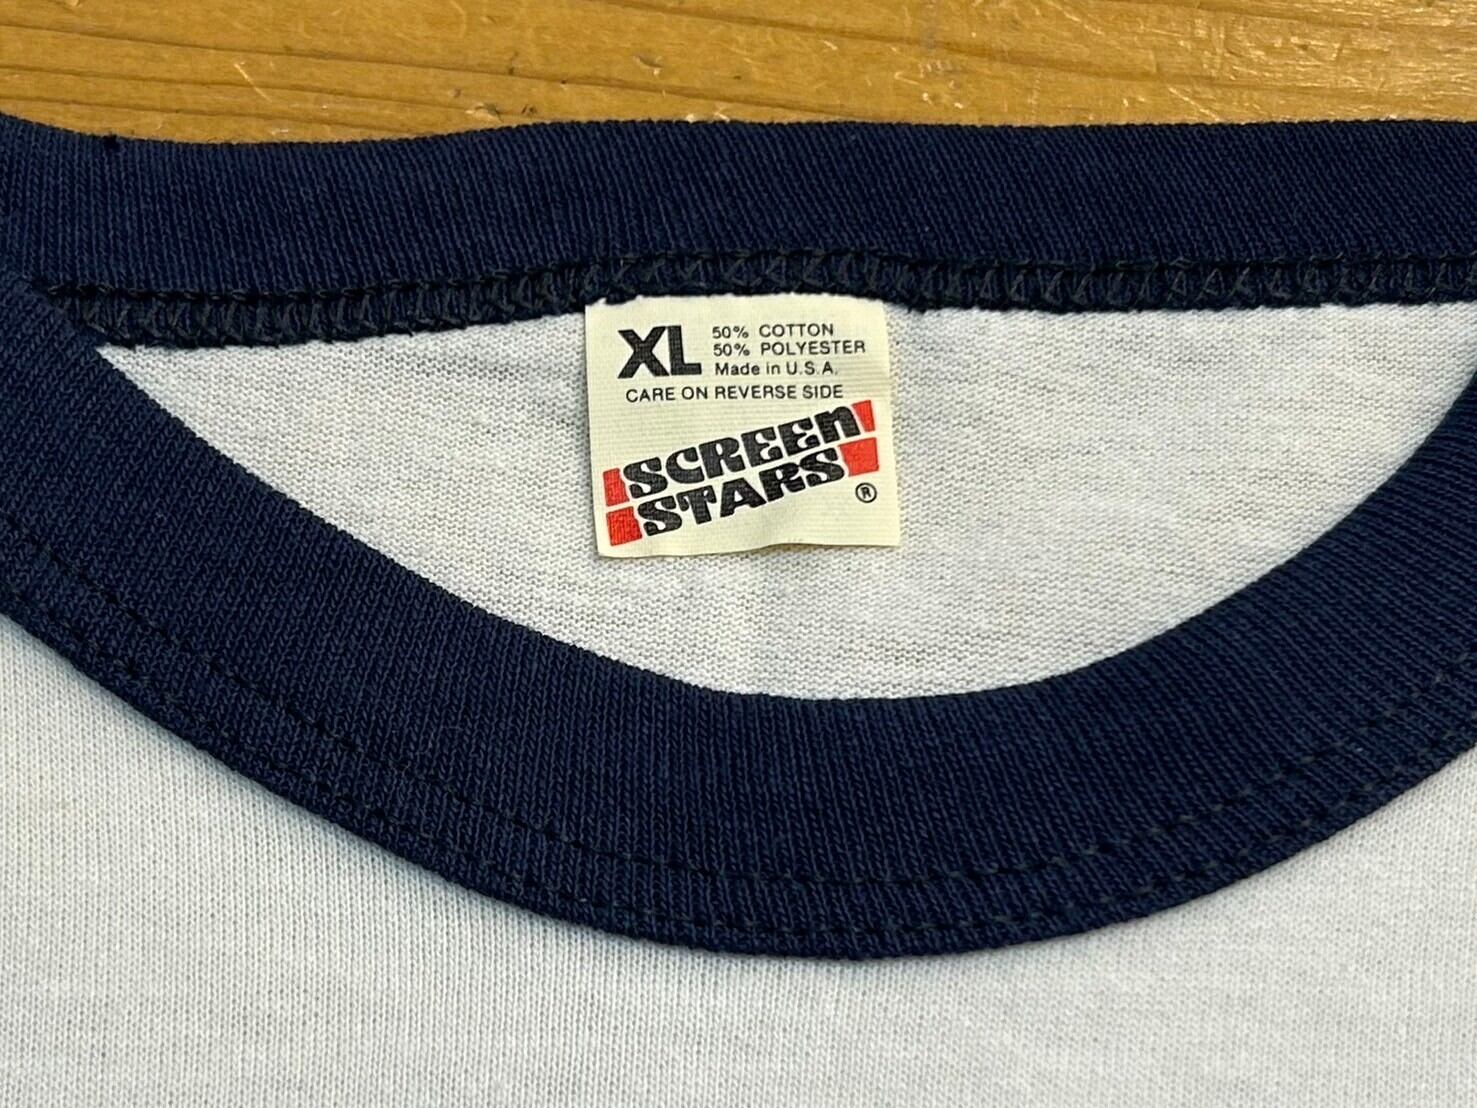 XL
50% COTTON
50% POLYESTER
Made in U.S.A.
CARE ON REVERSE SIDE
SCREEN
STARS
®